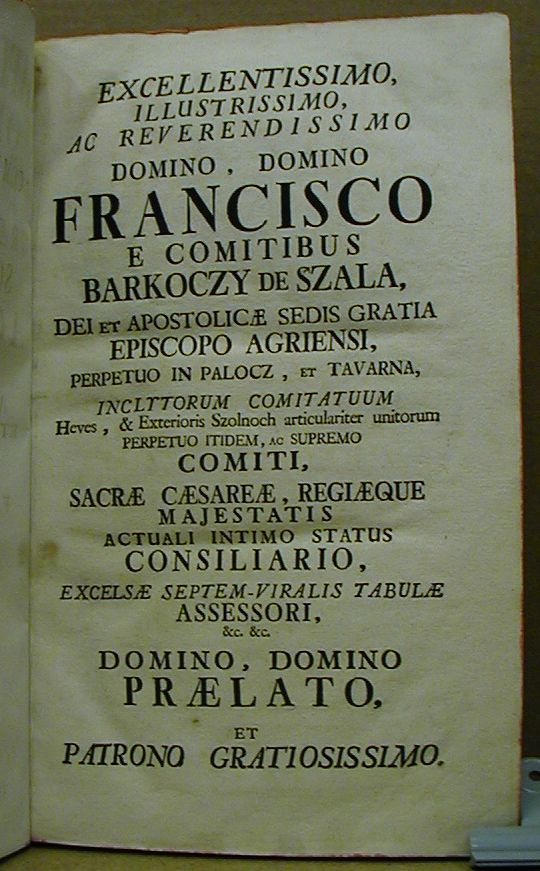 EXCELLENTISSIMO,
ILLUSTRISSIMO,
AC REVERENDISSIMO
DOMINO, DOMINO
FRANCISCO
E COMITIBUS
BARKOCZY DE SZALA,
DEI ET APOSTOLICÆ SEDIS GRATIA
EPISCOPO AGRIENSI,
PERPETUO IN PALOCZ, ET TAVARNA,
INCLTTORUM COMITATUUM
Heves, & Exterioris Szolnoch articulariter unitorum
PERPETUO ITIDEM, AC SUPREMO
COMITI,
SACRÆ CÆSAREÆ, REGIÆQUE
MAJESTATIS
ACTUALI INTIMO STATUS
CONSILIARIO,
EXCELSÆ SEPTEM-VIRALIS TABULÆ
ASSESSORI,
&c. &c.
DOMINO, DOMINO
PRÆLATO,
ET
PATRONO GRATIOSISSIMO.